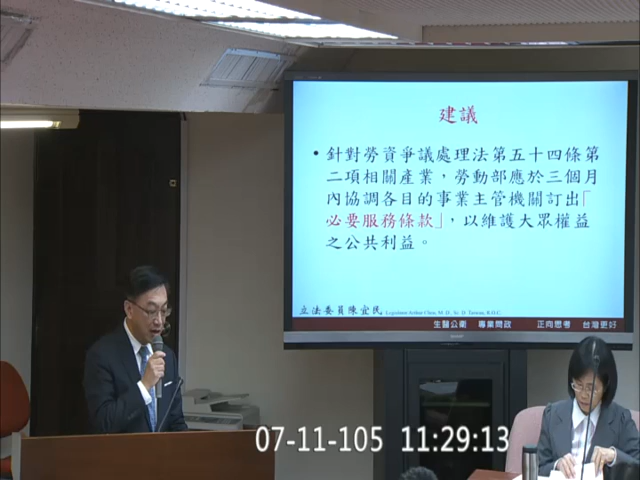 建議
• 針對勞資爭議處理法第五十四條第
二項相關產業，勞動部應於三個月
內協調各目的事業主管機關訂出「
必要服務條款」，以維護大眾權益
之公共利益。
立法委員陳宜民
生醫公衛 專業問政 正向思考 台灣更好
07-11-105 11:29:13